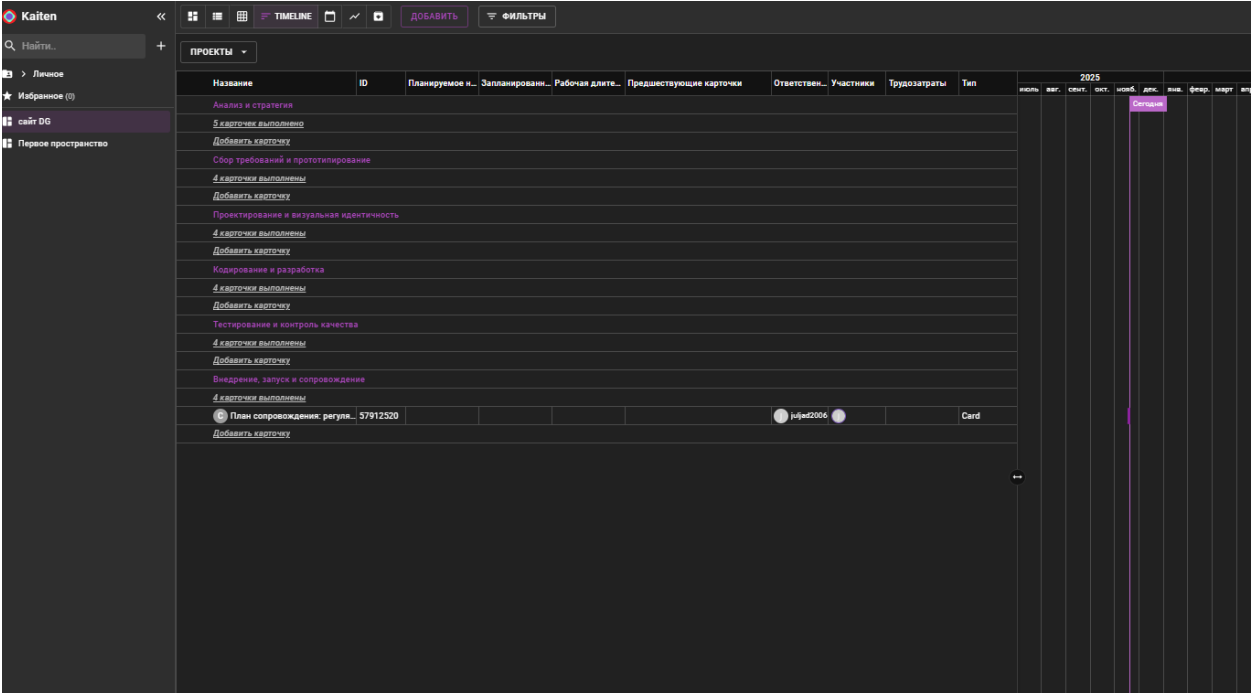 Kaiten
TIMELINE ДОБАВИТЬ ФИЛЬТРЫ
Найти..
ПРОЕКТЫ
Личное
Избранное (0)
сайт DG
Первое пространство
Название ID Планируемое н... Запланированн... Рабочая длите... Предшествующие карточки Ответствен... Участники Трудозатраты Тип
2025
июль авг. сент. окт. нояб. дек. янв. февр. март апр
Сегодня
Анализ и стратегия
5 карточек выполнено
Добавить карточку
Сбор требований и прототипирование
4 карточки выполнены
Добавить карточку
Проектирование и визуальная идентичность
4 карточки выполнены
Добавить карточку
Кодирование и разработка
4 карточки выполнены
Добавить карточку
Тестирование и контроль качества
4 карточки выполнены
Добавить карточку
Внедрение, запуск и сопровождение
4 карточки выполнены
C План сопровождения: регуля... 57912520 juljad2006 Card
Добавить карточку